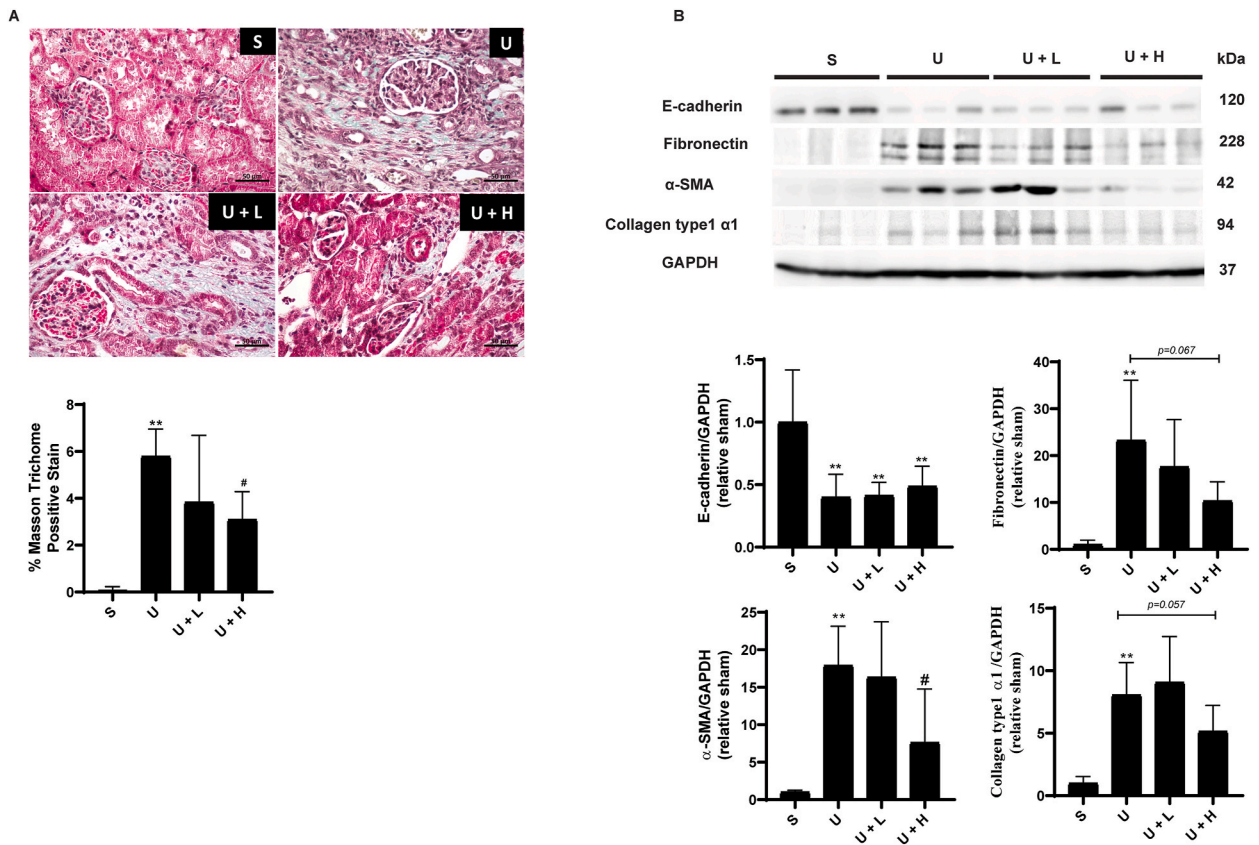 A
S
U
50 µm
50 µm
U + L
U + H
50 µm
50 µm
% Masson Trichome
Possitive Stain
8
6
4
2
0
**
#
S
U
U + L
U + H
B
S
U
U + L
U + H
kDa
E-cadherin
120
Fibronectin
228
α-SMA
42
Collagen type1 α1
94
GAPDH
37
E-cadherin/GAPDH
(relative sham)
1.5
1.0
0.5
0.0
**
**
**
S
U
U + L
U + H
Fibronectin/GAPDH
(relative sham)
40
30
20
10
0
p=0.067
**
S
U
U + L
U + H
α-SMA/GAPDH
(relative sham)
25
20
15
10
5
0
**
#
S
U
U + L
U + H
Collagen type1 α1/GAPDH
(relative sham)
15
10
5
0
p=0.057
**
S
U
U + L
U + H